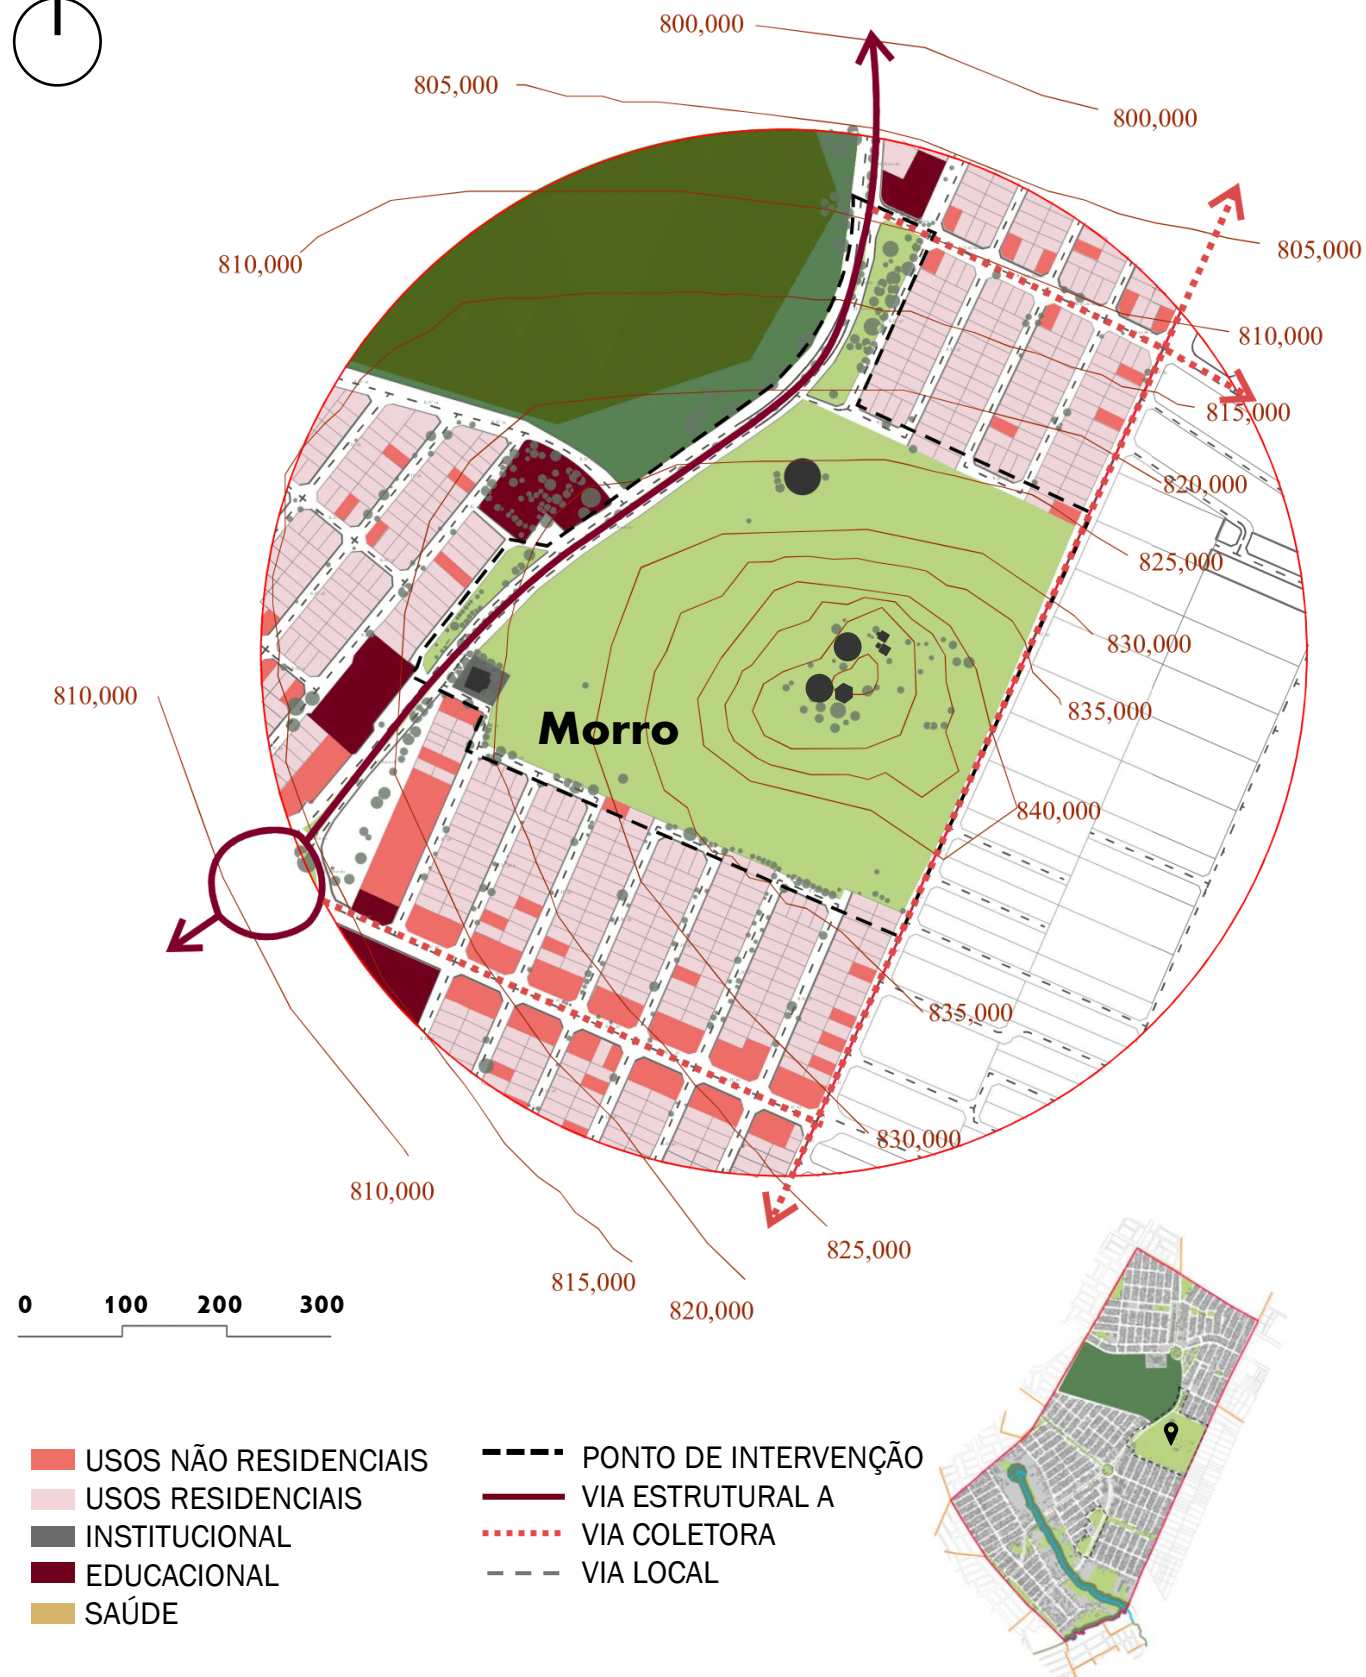 800,000
805,000
800,000
805,000
810,000
810,000
815,000
820,000
825,000
830,000
810,000
835,000
Morro
840,000
835,000
830,000
810,000
825,000
815,000
820,000
0 100 200 300
USOS NÃO RESIDENCIAIS
USOS RESIDENCIAIS
INSTITUCIONAL
EDUCACIONAL
SAÚDE
PONTO DE INTERVENÇÃO
VIA ESTRUTURAL A
VIA COLETORA
VIA LOCAL